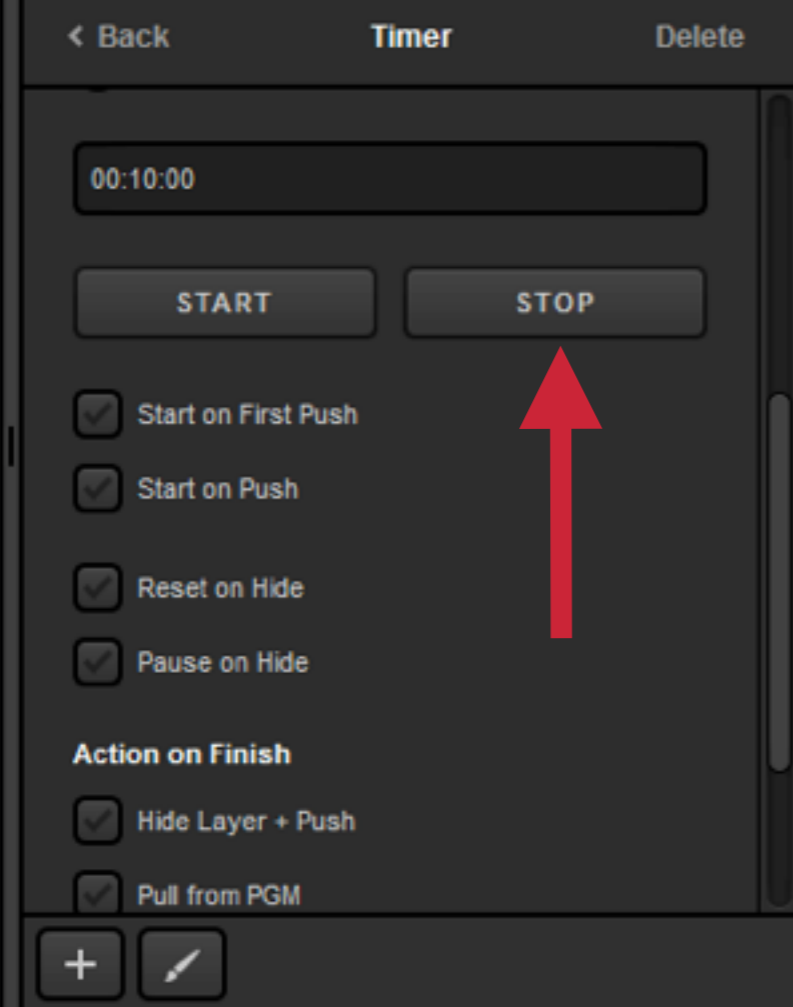 Back Timer Delete
00:10:00
START STOP
Start on First Push
Start on Push
Reset on Hide
Pause on Hide
Action on Finish
Hide Layer + Push
Pull from PGM